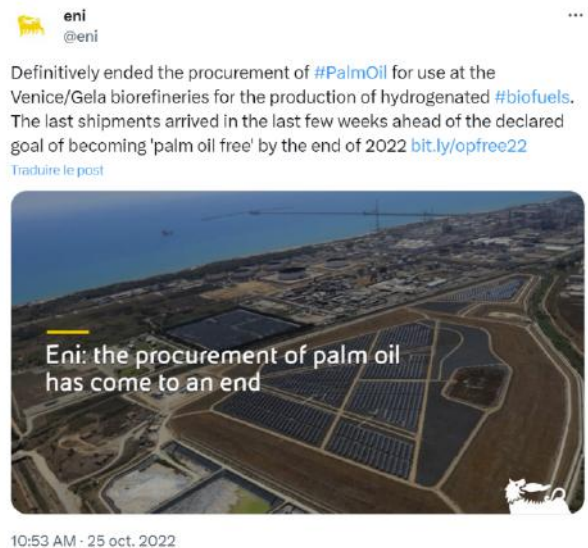 eni
@eni
Definitively ended the procurement of #PalmOil for use at the
Venice/Gela biorefineries for the production of hydrogenated #biofuels.
The last shipments arrived in the last few weeks ahead of the declared
goal of becoming 'palm oil free' by the end of 2022 bit.ly/opfree22
Traduire le post
Eni: the procurement of palm oil
has come to an end
10:53 AM · 25 oct. 2022